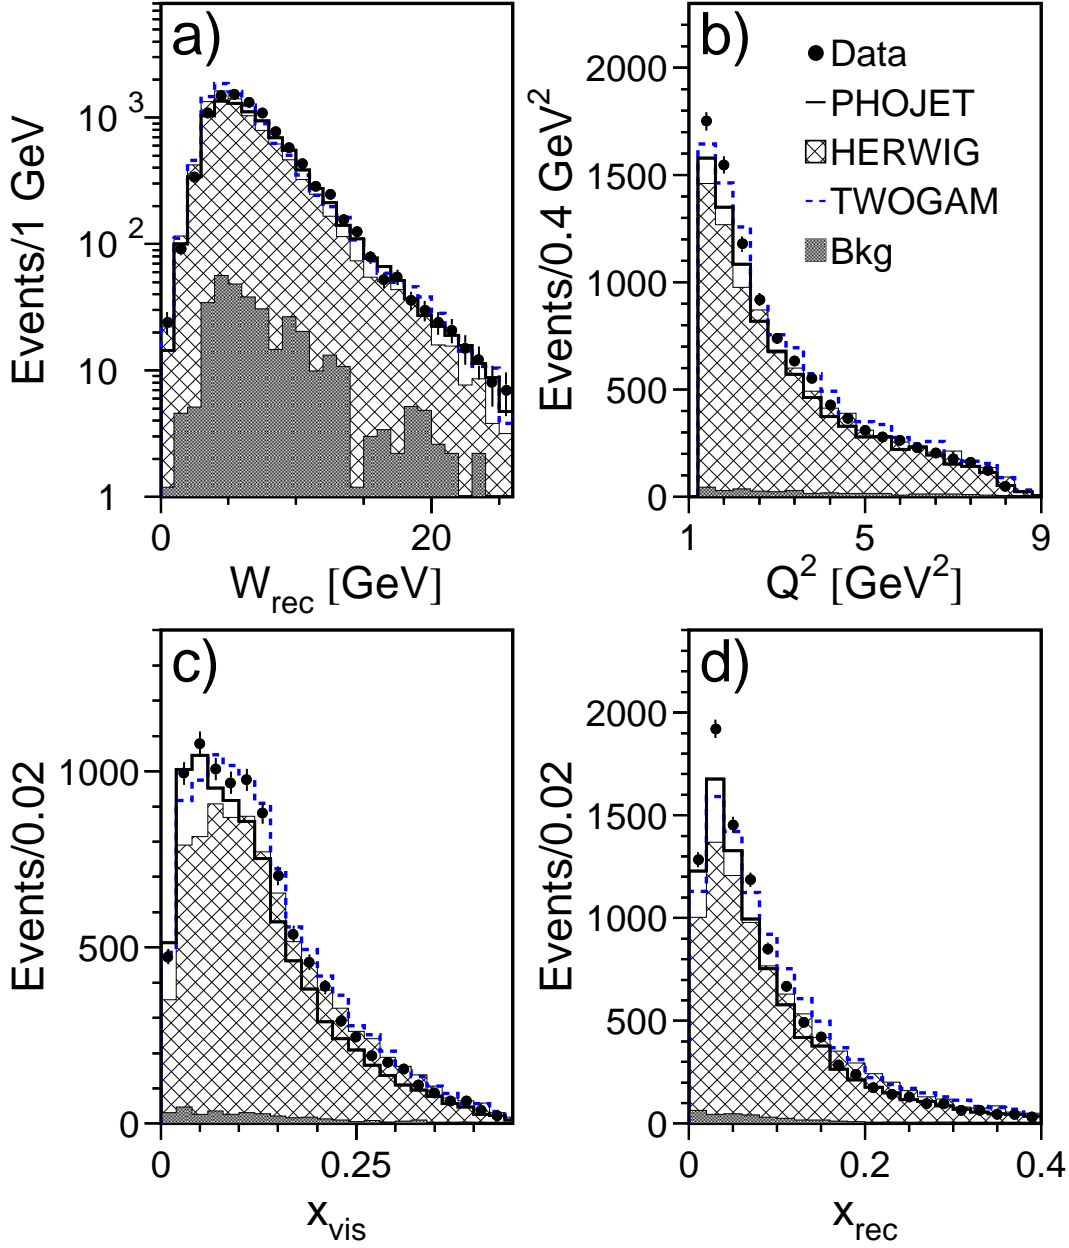 a)
Events/1 GeV
10^3
10^2
10
1
0
20
W_rec [GeV]
b)
Data
PHOJET
HERWIG
TWOGAM
Bkg
Events/0.4 GeV^2
2000
1500
1000
500
0
1
5
9
Q^2 [GeV^2]
c)
Events/0.02
1000
500
0
0
0.25
x_vis
d)
Events/0.02
2000
1500
1000
500
0
0
0.2
0.4
x_rec